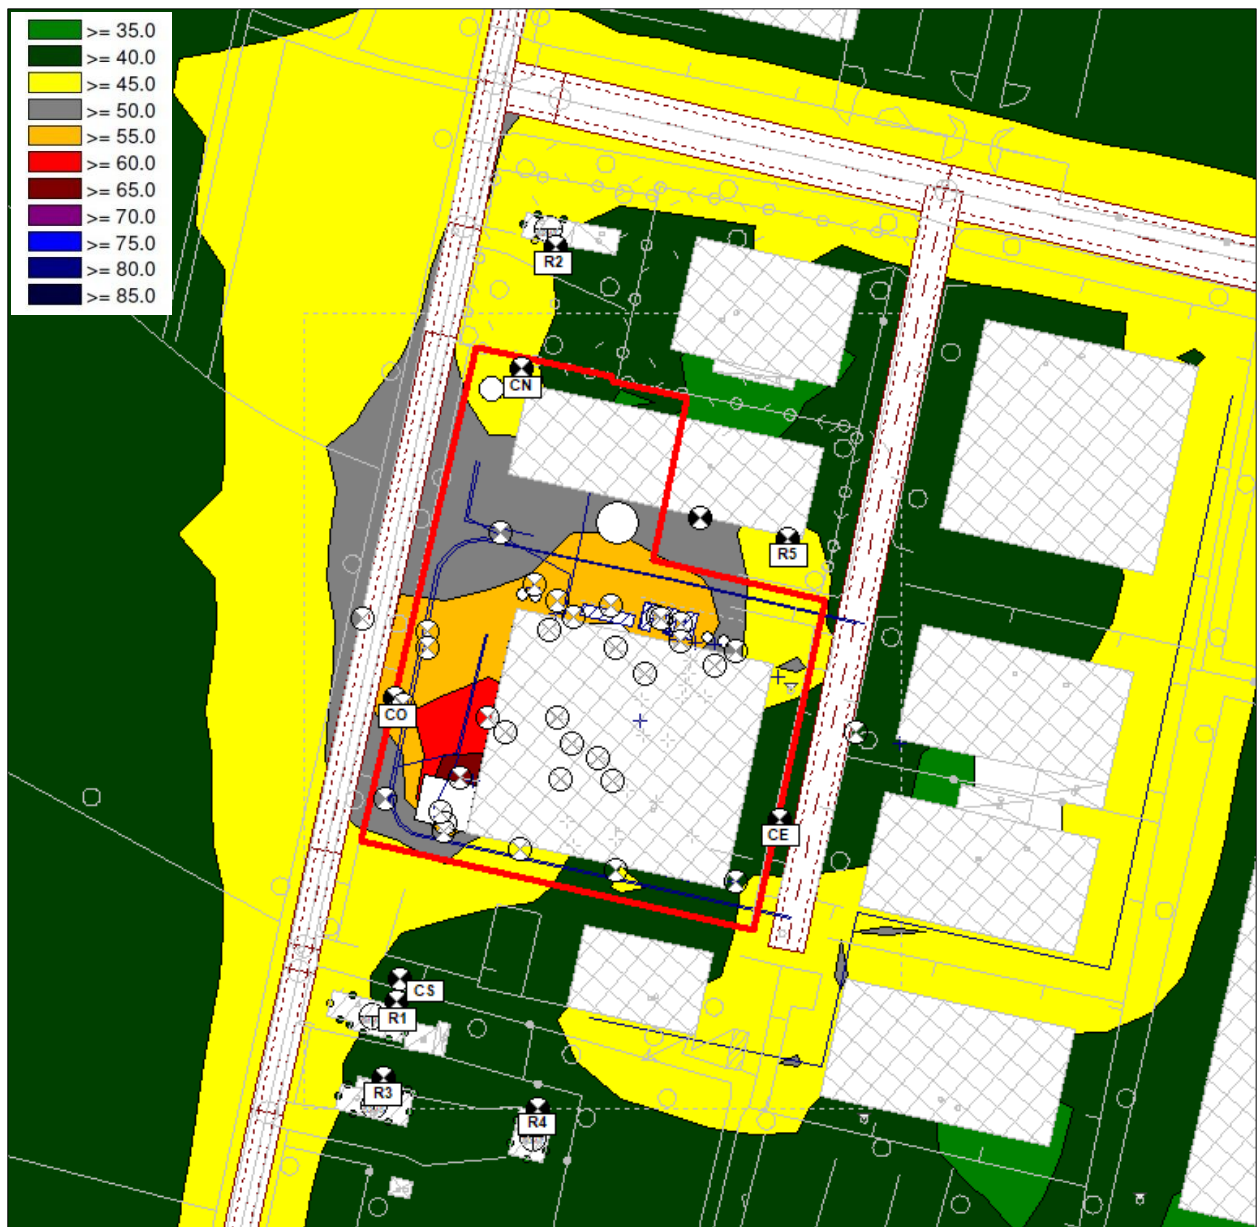 >= 35.0
>= 40.0
>= 45.0
>= 50.0
>= 55.0
>= 60.0
>= 65.0
>= 70.0
>= 75.0
>= 80.0
>= 85.0
R2
CN
R5
CO
CE
CS
R1
R3
R4